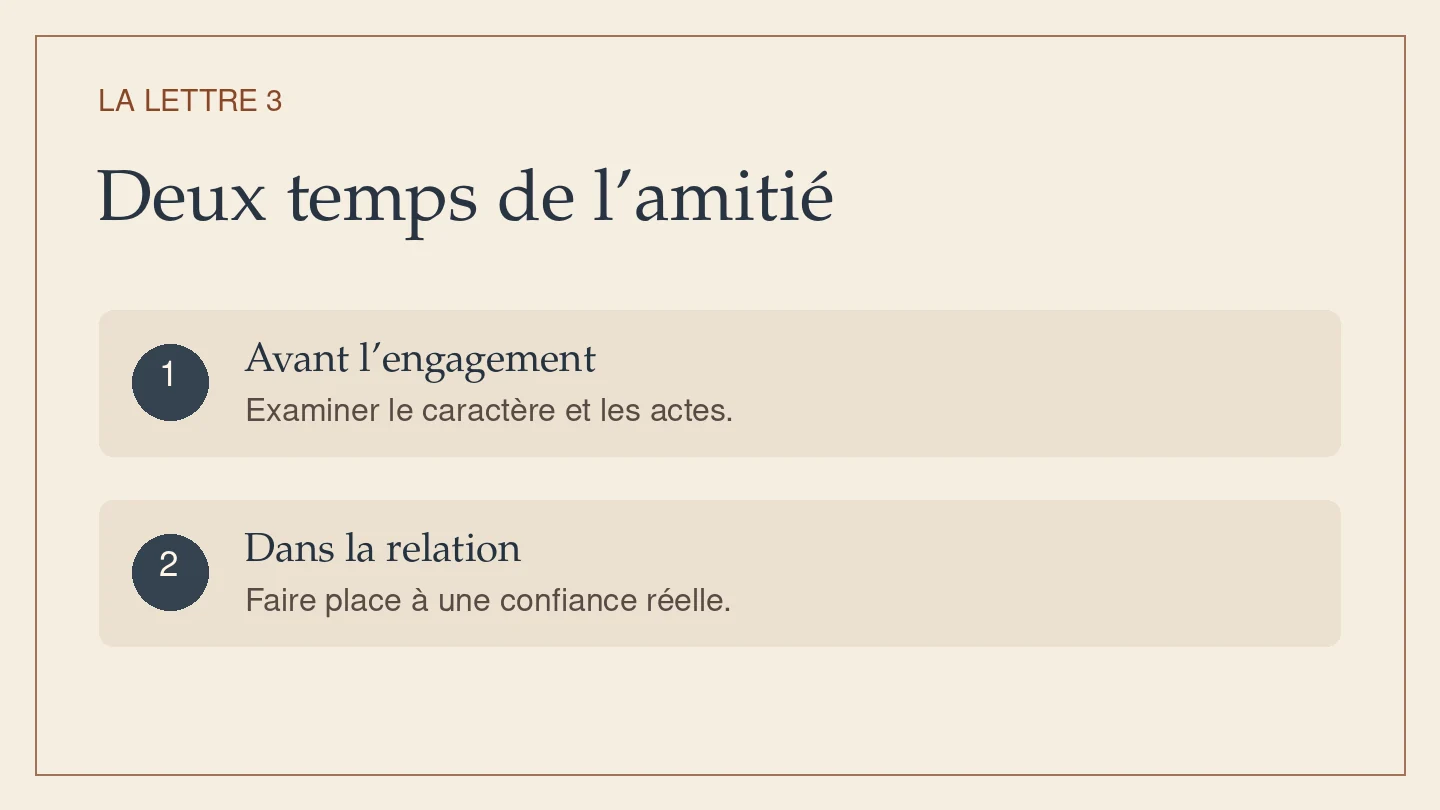 LA LETTRE 3
Deux temps de l’amitié
1
Avant l’engagement
Examiner le caractère et les actes.
2
Dans la relation
Faire place à une confiance réelle.